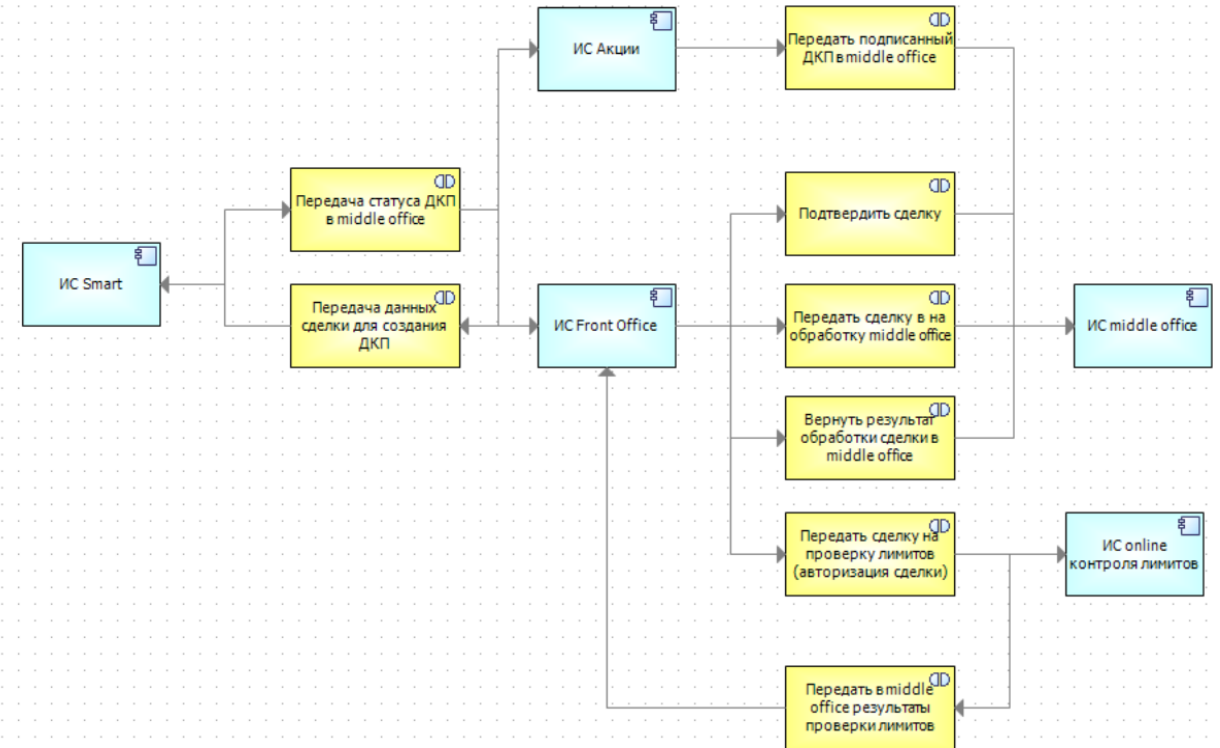 ИС Акции
Передать подписанный
ДКП в middle office
Передача статуса ДКП
в middle office
Подтвердить сделку
ИС Smart
Передача данных
сделки для создания
ДКП
ИС Front Office
Передать сделку в на
обработку middle office
ИС middle office
Вернуть результат
обработки сделки в
middle office
Передать сделку на
проверку лимитов
(авторизация сделки)
ИС online
контроля лимитов
Передать в middle
office результаты
проверки лимитов